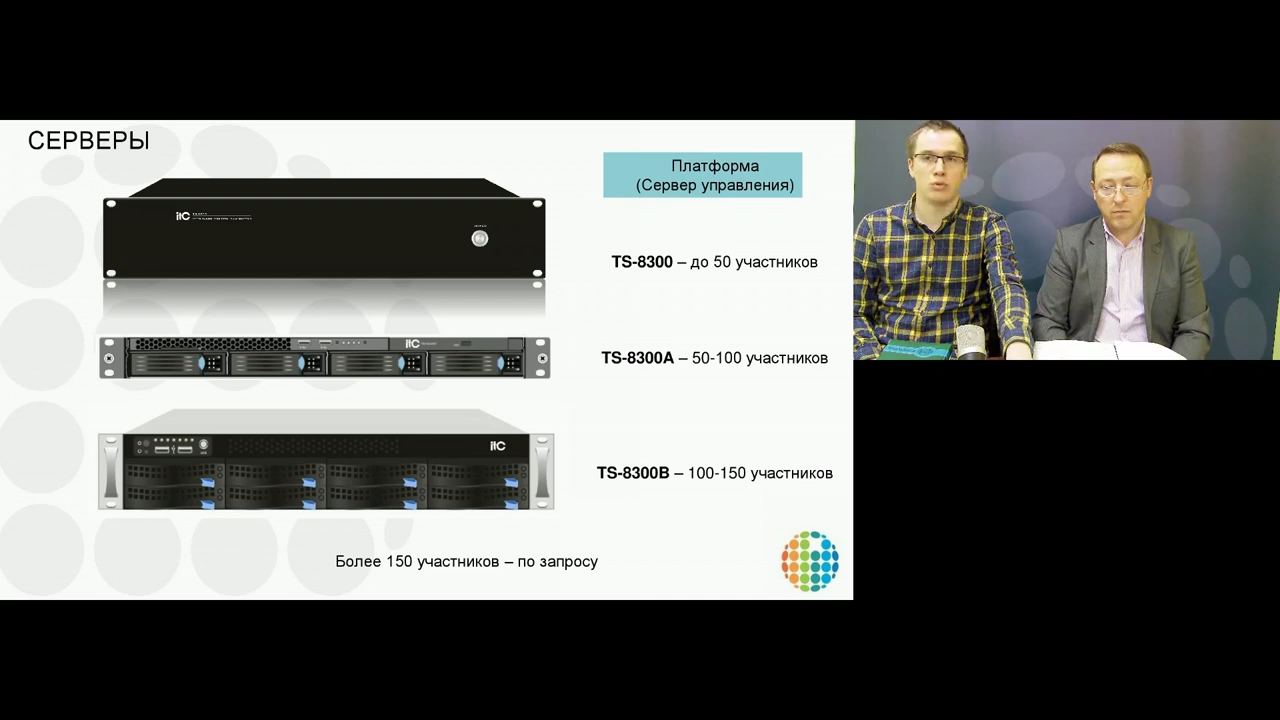 СЕРВЕРЫ
Платформа
(Сервер управления)
itC
TS-8300 – до 50 участников
itC
TS-8300A – 50-100 участников
itC
TS-8300B – 100-150 участников
Более 150 участников – по запросу